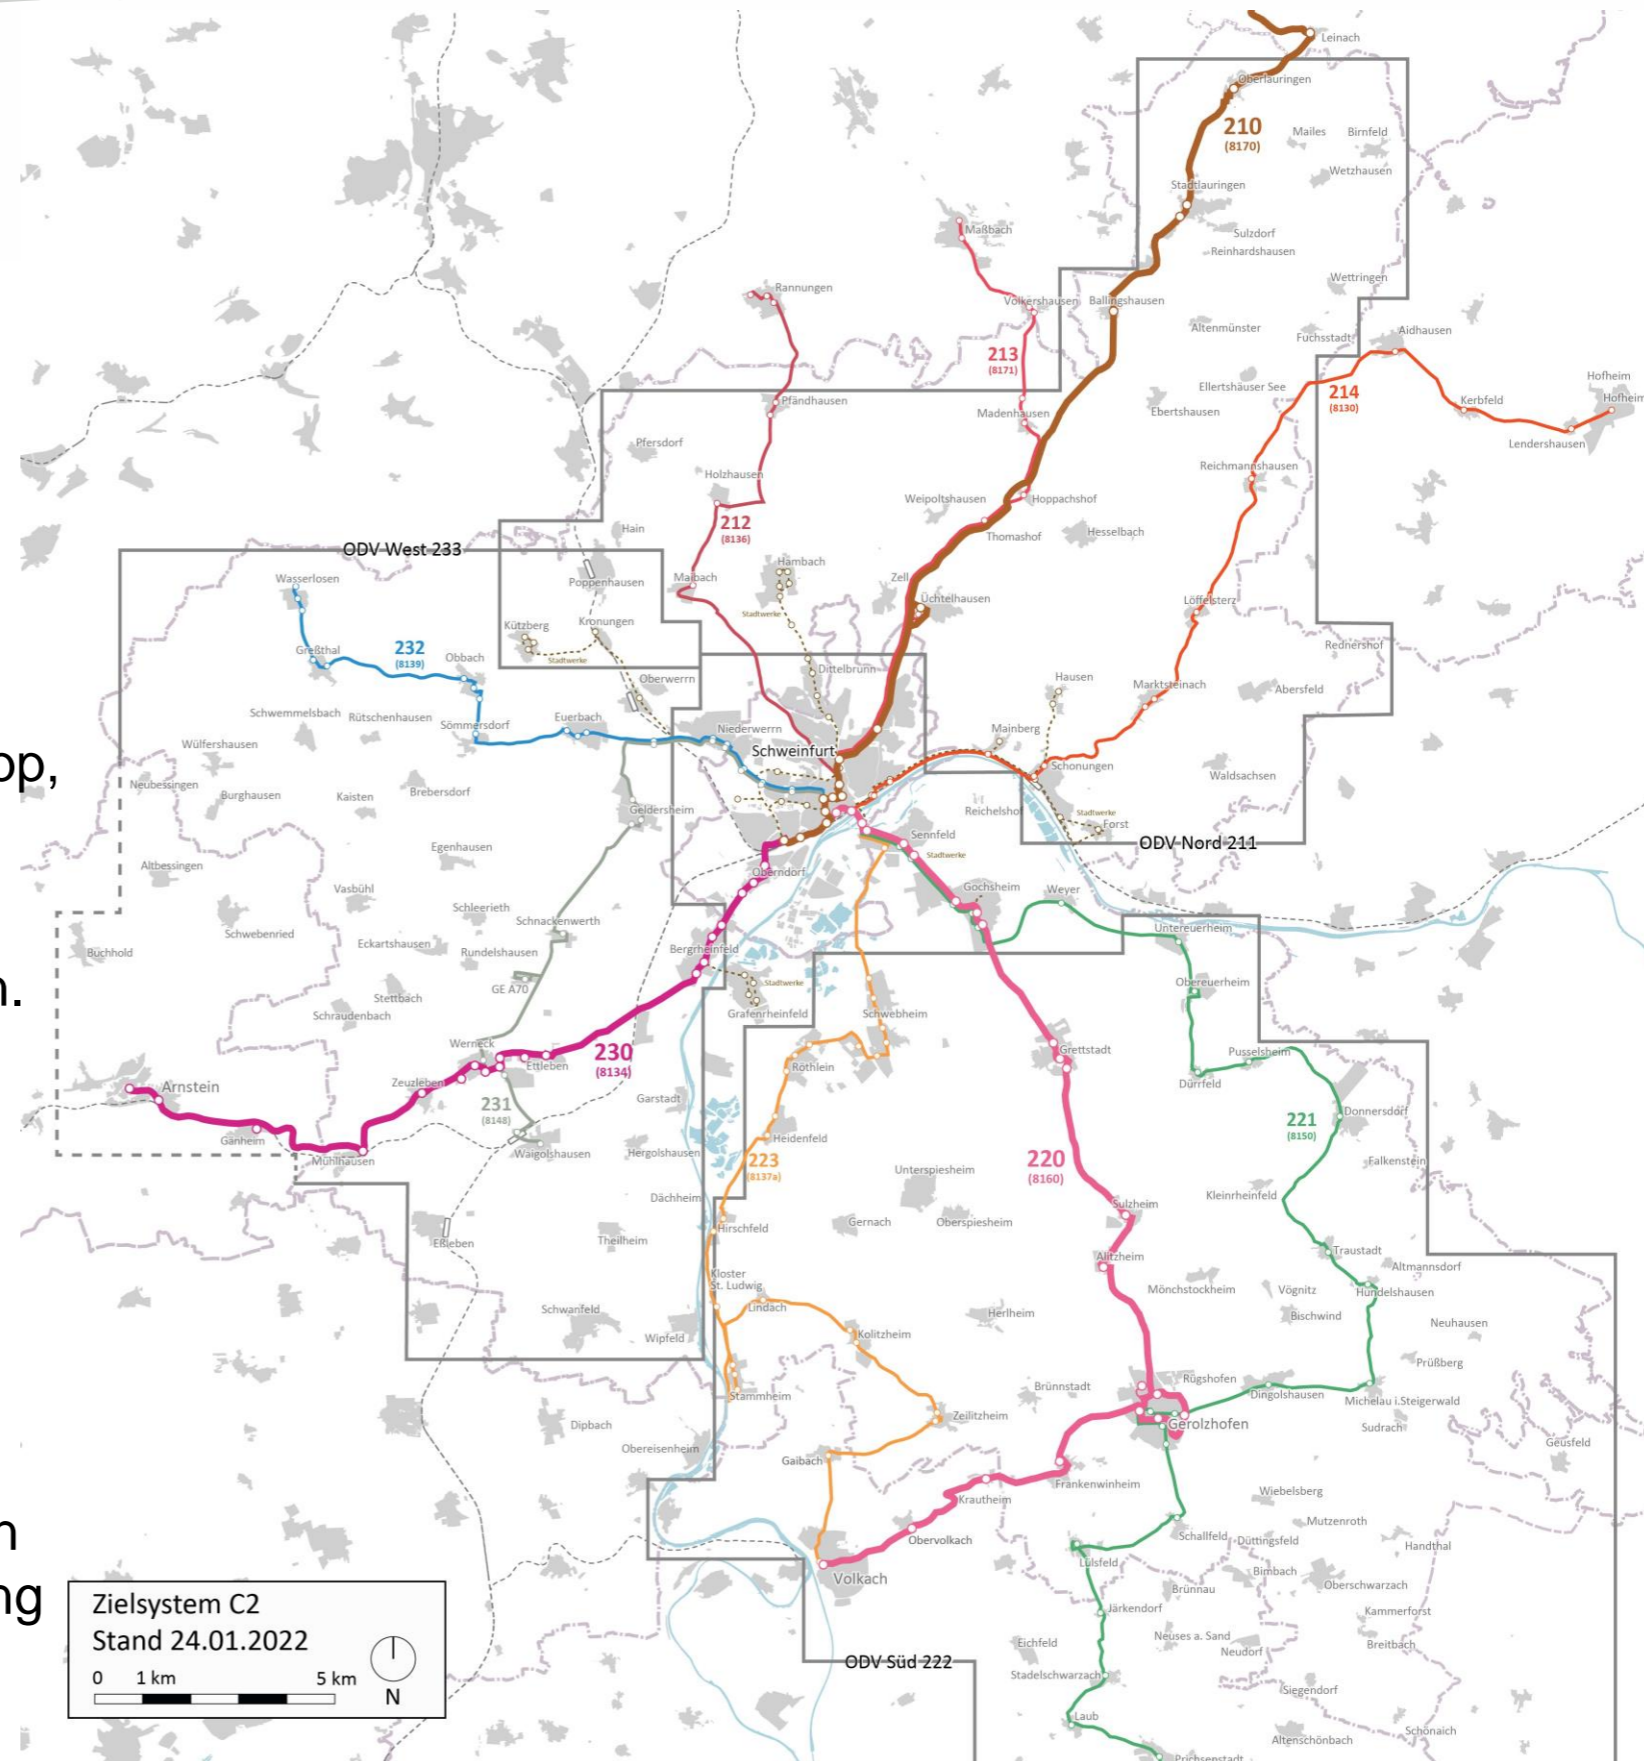 Leinach
Oberlauringen
210
(8170)
Mailes
Birnfeld
Wetzhausen
Stadtlauringen
Sulzdorf
Reinhardshausen
Maßbach
Wettringen
Rannungen
Volkershausen
Ballingshausen
Altenmünster
Fuchsstadt
Aidhausen
213
(8171)
Hofheim
Hofheim
Ellertshäuser See
214
(8130)
Kerbfeld
Pfändhausen
Madenhausen
Ebertshausen
Lendershausen
Pfersdorf
Reichmannshausen
Holzhausen
Weipoltshausen
Hoppachshof
Hain
212
(8136)
Thomashof
Hesselbach
ODV West 233
Wasserlosen
Poppenhausen
Maibach
Hambach
Zell
Üchtelhausen
Löffelsterz
Stadtwerke
Kützberg
Kronungen
Stadtwerke
Rednershof
232
(8139)
Greßthal
Obbach
Oberwerrn
Dittelbrunn
Hausen
Marktsteinach
Abersfeld
Schwemmelsbach
Rütschenhausen
Sömmersdorf
Euerbach
Niederwerrn
Mainberg
Schweinfurt
Wülfershausen
op,
Schonungen
Waldsachsen
Neubessingen
Burghausen
Kaisten
Brebersdorf
Geldersheim
Reichelshof
Stadtwerke
Forst
Sennfeld
ODV Nord 211
Egenhausen
Stadtwerke
Altbessingen
Oberndorf
Vasbühl
Gochsheim
Weyer
Schleerieth
Schnackenwerth
Schwebenried
Untereuerheim
Eckartshausen
Rundelshausen
Bergrheinfeld
Büchhold
n.
GE A70
Stadtwerke
Obereuerheim
Stettbach
Schraudenbach
Grafenrheinfeld
Schwebheim
Werneck
Ettleben
230
(8134)
Grettstadt
Pusselsheim
Röthlein
Dürrfeld
Zeuzleben
Arnstein
231
(8148)
Garstadt
Donnersdorf
221
(8150)
Gänheim
Heidenfeld
Mühlhausen
Waigolshausen
Hergolshausen
223
(8137a)
220
(8160)
Falkenstein
Unterspiesheim
Dächheim
Kleinrheinfeld
Sulzheim
Gernach
Oberspiesheim
Hirschfeld
Eßleben
Theilheim
Traustadt
Alitzheim
Altmannsdorf
Kloster
St. Ludwig
Mönchstockheim
Vögnitz
Hundelshausen
Lindach
Schwanfeld
Herlheim
Bischwind
Neuhausen
Wipfeld
Kolitzheim
Prüßberg
Rügshofen
Brünnstadt
Stammheim
Dingolshausen
Michelau i.Steigerwald
Zeilitzheim
Gerolzhofen
Sudrach
Dipbach
Obereisenheim
Geusfeld
Gaibach
Frankenwinheim
Wiebelsberg
Krautheim
Mutzenroth
n
Obervolkach
Schallfeld
Düttingsfeld
Handthal
Lülsfeld
Bimbach
Volkach
Brünnau
Oberschwarzach
ng
Järkendorf
Kammerforst
Zielsystem C2
Stand 24.01.2022
0 1 km 5 km
N
Neuses a. Sand
Neudorf
Breitbach
Eichfeld
ODV Süd 222
Stadelschwarzach
Siegendorf
Laub
Schönaich
Altenschönbach
Prichsenstadt